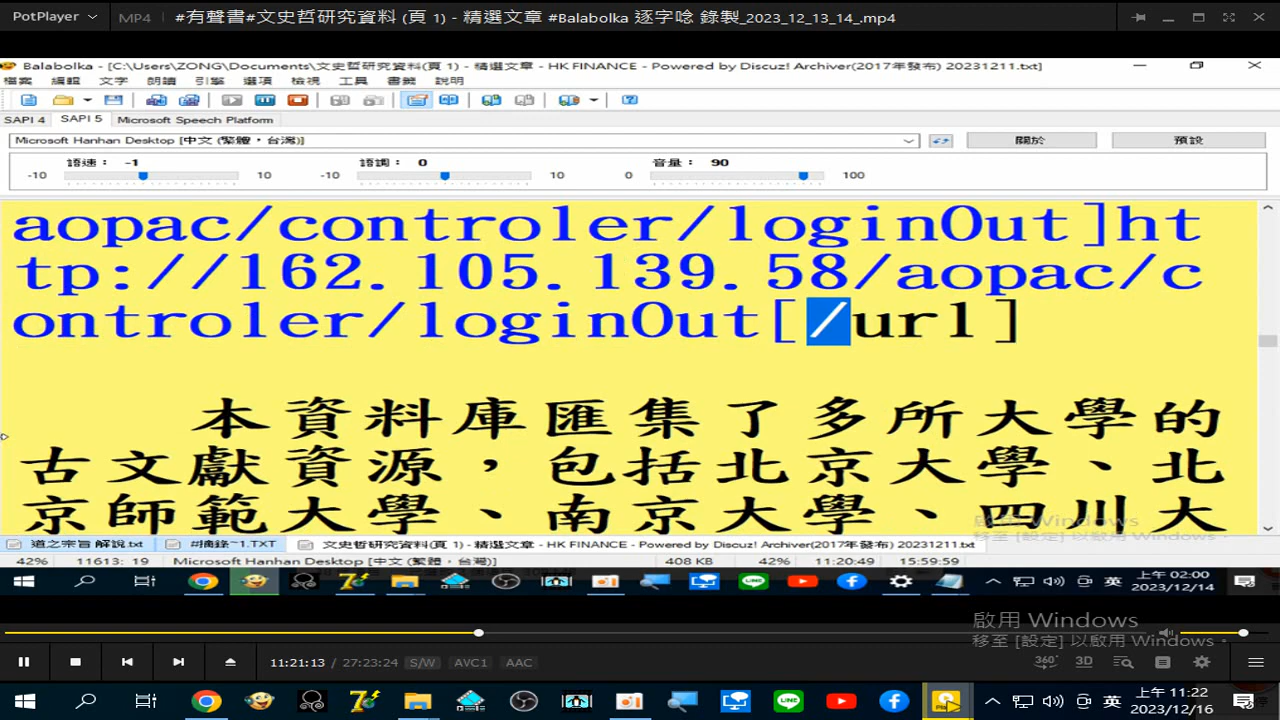 PotPlayer MP4 #有聲書#文史哲研究資料 (頁 1) - 精選文章 #Balabolka 逐字唸 錄製_2023_12_13_14_.mp4
Balabolka - [C:\Users\ZONG\Documents\文史哲研究資料(頁 1) - 精選文章 - HK FINANCE - Powered by Discuz! Archiver(2017年發布) 20231211.txt]
檔案 編輯 文字 朗讀 引擎 選項 檢視 工具 書籤 說明
SAPI 4 SAPI 5 Microsoft Speech Platform
Microsoft Hanhan Desktop [中文 (繁體，台灣)] 關於 預設
語速： -1 語調： 0 音量： 90
-10 10 -10 10 0 100
aopac/controler/loginOut]ht
tp://162.105.139.58/aopac/c
ontroler/loginOut[/url]
本資料庫匯集了多所大學的
古文獻資源，包括北京大學、北
京師範大學、南京大學、四川大
啟用 Windows
移至 [設定] 以啟用 Windows。
道之宗旨 解說.txt #摘錄~1.TXT 文史哲研究資料(頁 1) - 精選文章 - HK FINANCE - Powered by Discuz! Archiver(2017年發布) 20231211.txt
42% 11613: 19 Microsoft Hanhan Desktop [中文 (繁體，台灣)] 408 KB 42% 11:20:49 15:59:59
英 上午 02:00
2023/12/14
啟用 Windows
移至 [設定] 以啟用 Windows。
11:21:13 / 27:23:24 S/W AVC1 AAC 360° 3D
英 上午 11:22
2023/12/16